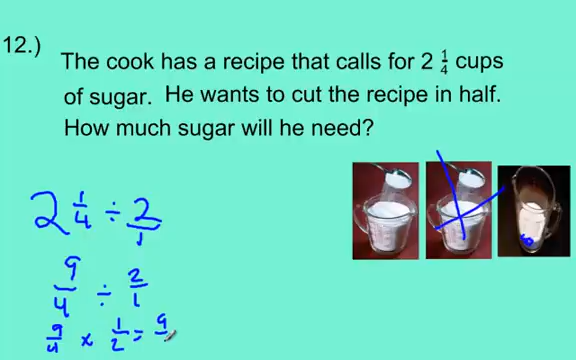 12.) The cook has a recipe that calls for 2 1/4 cups
of sugar. He wants to cut the recipe in half.
How much sugar will he need?
2 1/4 ÷ 2/1
9/4 ÷ 2/1
9/4 x 1/2 = 9/